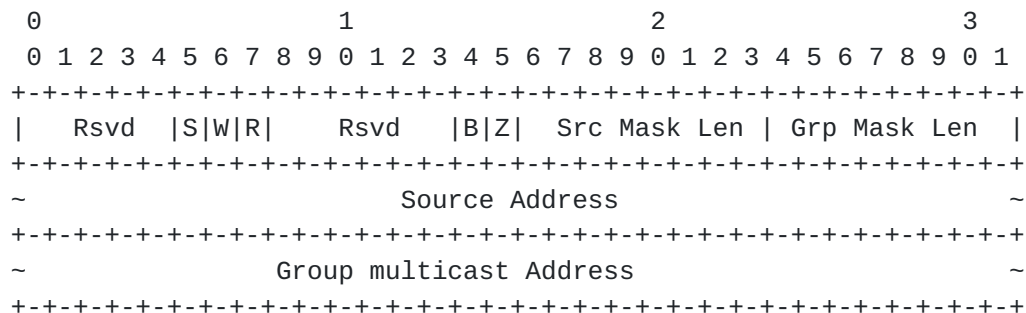 0                   1                   2                   3
 0 1 2 3 4 5 6 7 8 9 0 1 2 3 4 5 6 7 8 9 0 1 2 3 4 5 6 7 8 9 0 1
+-+-+-+-+-+-+-+-+-+-+-+-+-+-+-+-+-+-+-+-+-+-+-+-+-+-+-+-+-+-+-+-+
|   Rsvd  |S|W|R|    Rsvd   |B|Z|  Src Mask Len | Grp Mask Len  |
+-+-+-+-+-+-+-+-+-+-+-+-+-+-+-+-+-+-+-+-+-+-+-+-+-+-+-+-+-+-+-+-+
~                        Source Address                         ~
+-+-+-+-+-+-+-+-+-+-+-+-+-+-+-+-+-+-+-+-+-+-+-+-+-+-+-+-+-+-+-+-+
~                Group multicast Address                        ~
+-+-+-+-+-+-+-+-+-+-+-+-+-+-+-+-+-+-+-+-+-+-+-+-+-+-+-+-+-+-+-+-+